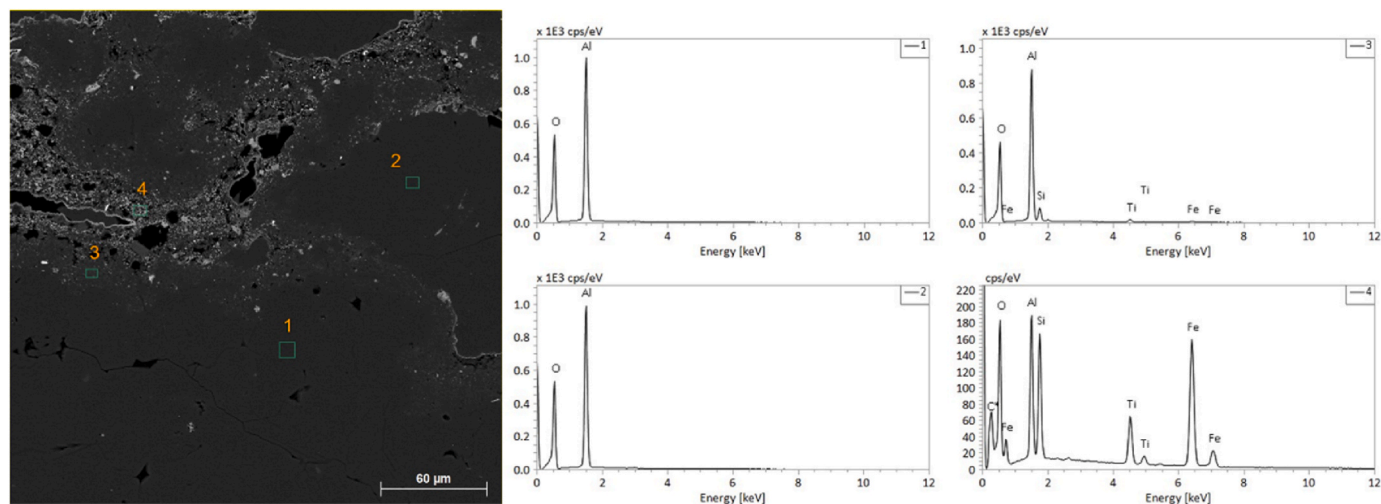 2
4
3
1
60 µm
x 1E3 cps/eV
1
Al
O
1.0
0.8
0.6
0.4
0.2
0.0
0 2 4 6 8 10 12
Energy [keV]
x 1E3 cps/eV
3
Al
O
Si
Fe
Ti
Ti
Fe Fe
1.0
0.8
0.6
0.4
0.2
0.0
0 2 4 6 8 10 12
Energy [keV]
x 1E3 cps/eV
2
Al
O
1.0
0.8
0.6
0.4
0.2
0.0
0 2 4 6 8 10 12
Energy [keV]
cps/eV
4
O
Al
Si
Fe
Ti
Fe
Ti
Fe
220
200
180
160
140
120
100
80
60
40
20
0
0 2 4 6 8 10 12
Energy [keV]